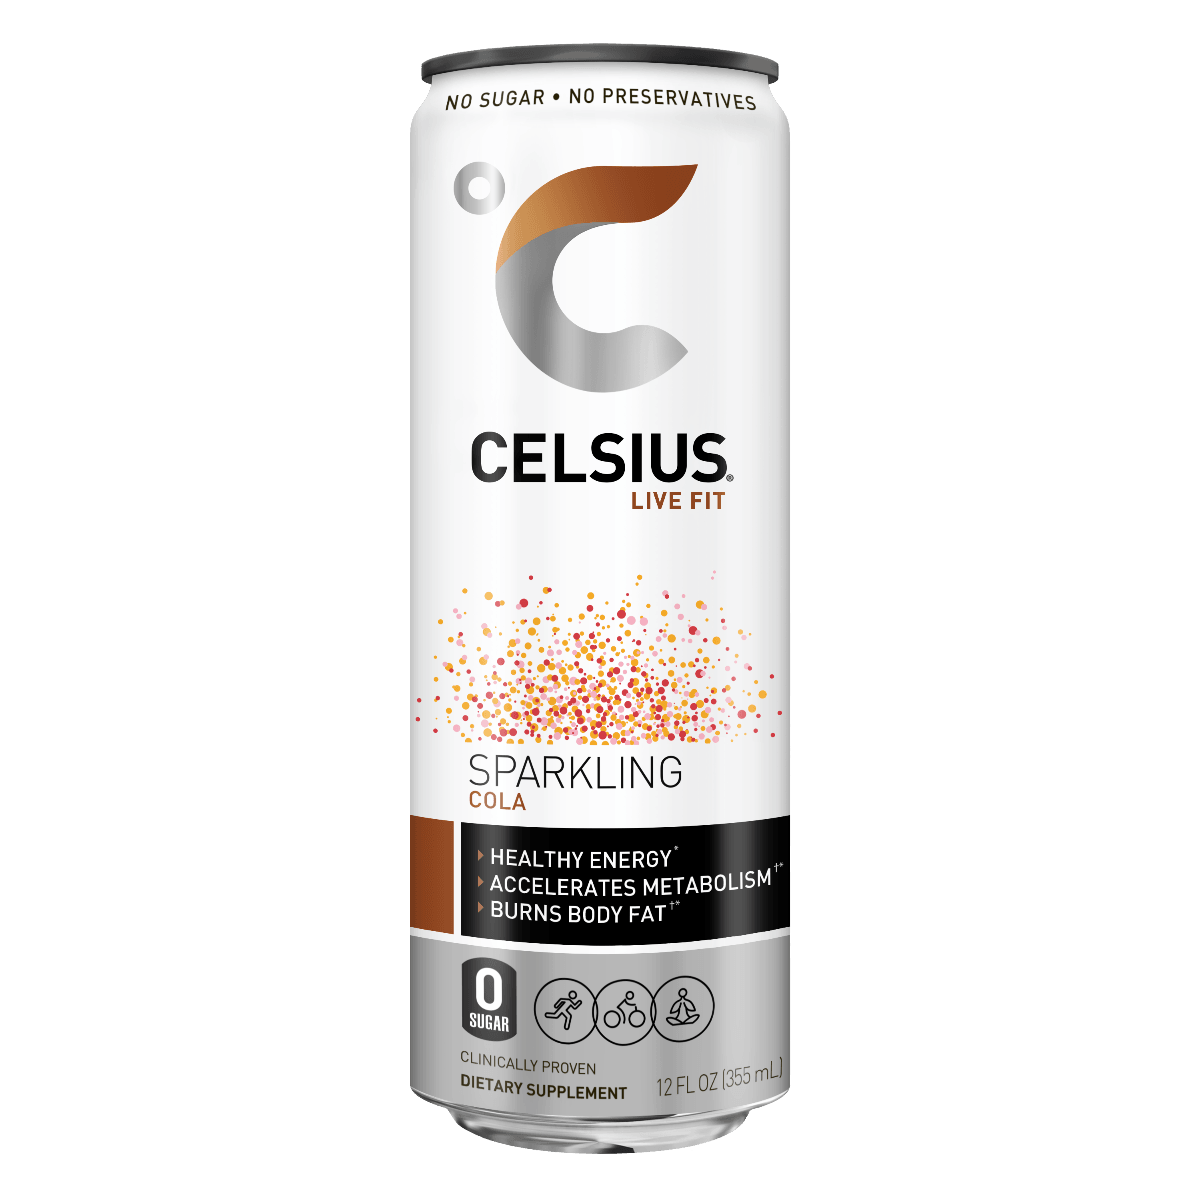 NO SUGAR • NO PRESERVATIVES
CELSIUS®
LIVE FIT
SPARKLING
COLA
HEALTHY ENERGY*
ACCELERATES METABOLISM†*
BURNS BODY FAT†*
0
SUGAR
CLINICALLY PROVEN
DIETARY SUPPLEMENT
12 FL OZ (355 mL)